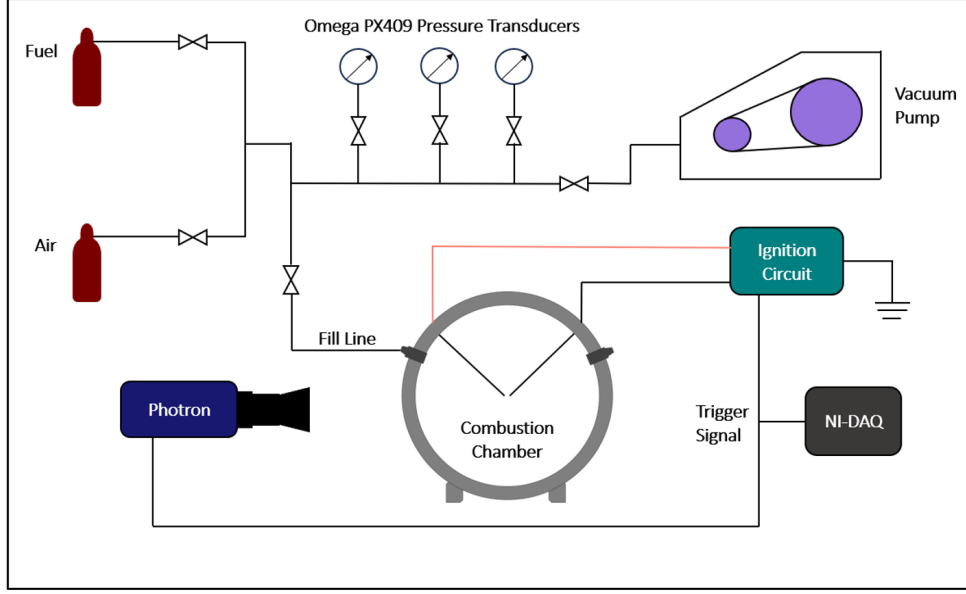 Omega PX409 Pressure Transducers
Fuel
Vacuum
Pump
Air
Ignition
Circuit
Fill Line
Photron
Combustion
Chamber
Trigger
Signal
NI-DAQ